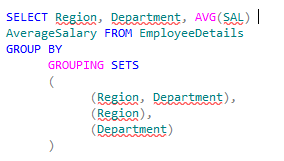 SELECT Region, Department, AVG(SAL)
AverageSalary FROM EmployeeDetails
GROUP BY
GROUPING SETS
(
(Region, Department),
(Region),
(Department)
)